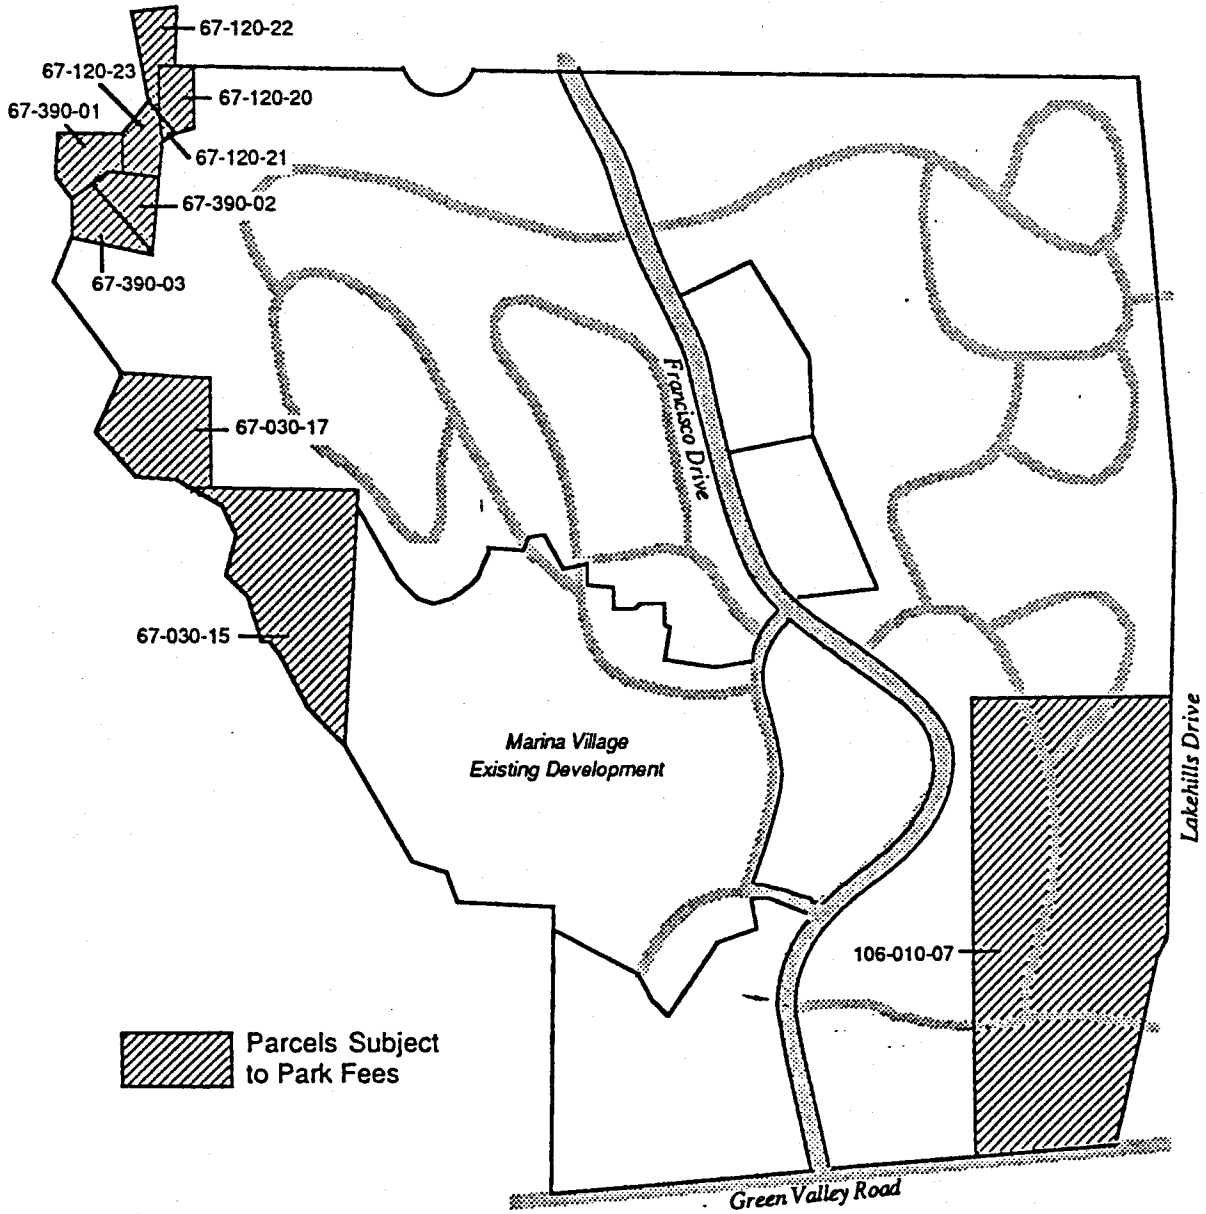 67-120-22
67-120-23
67-120-20
67-390-01
67-120-21
67-390-02
67-390-03
Francisco Drive
67-030-17
67-030-15
Marina Village
Existing Development
Lakehills Drive
106-010-07
Parcels Subject
to Park Fees
Green Valley Road